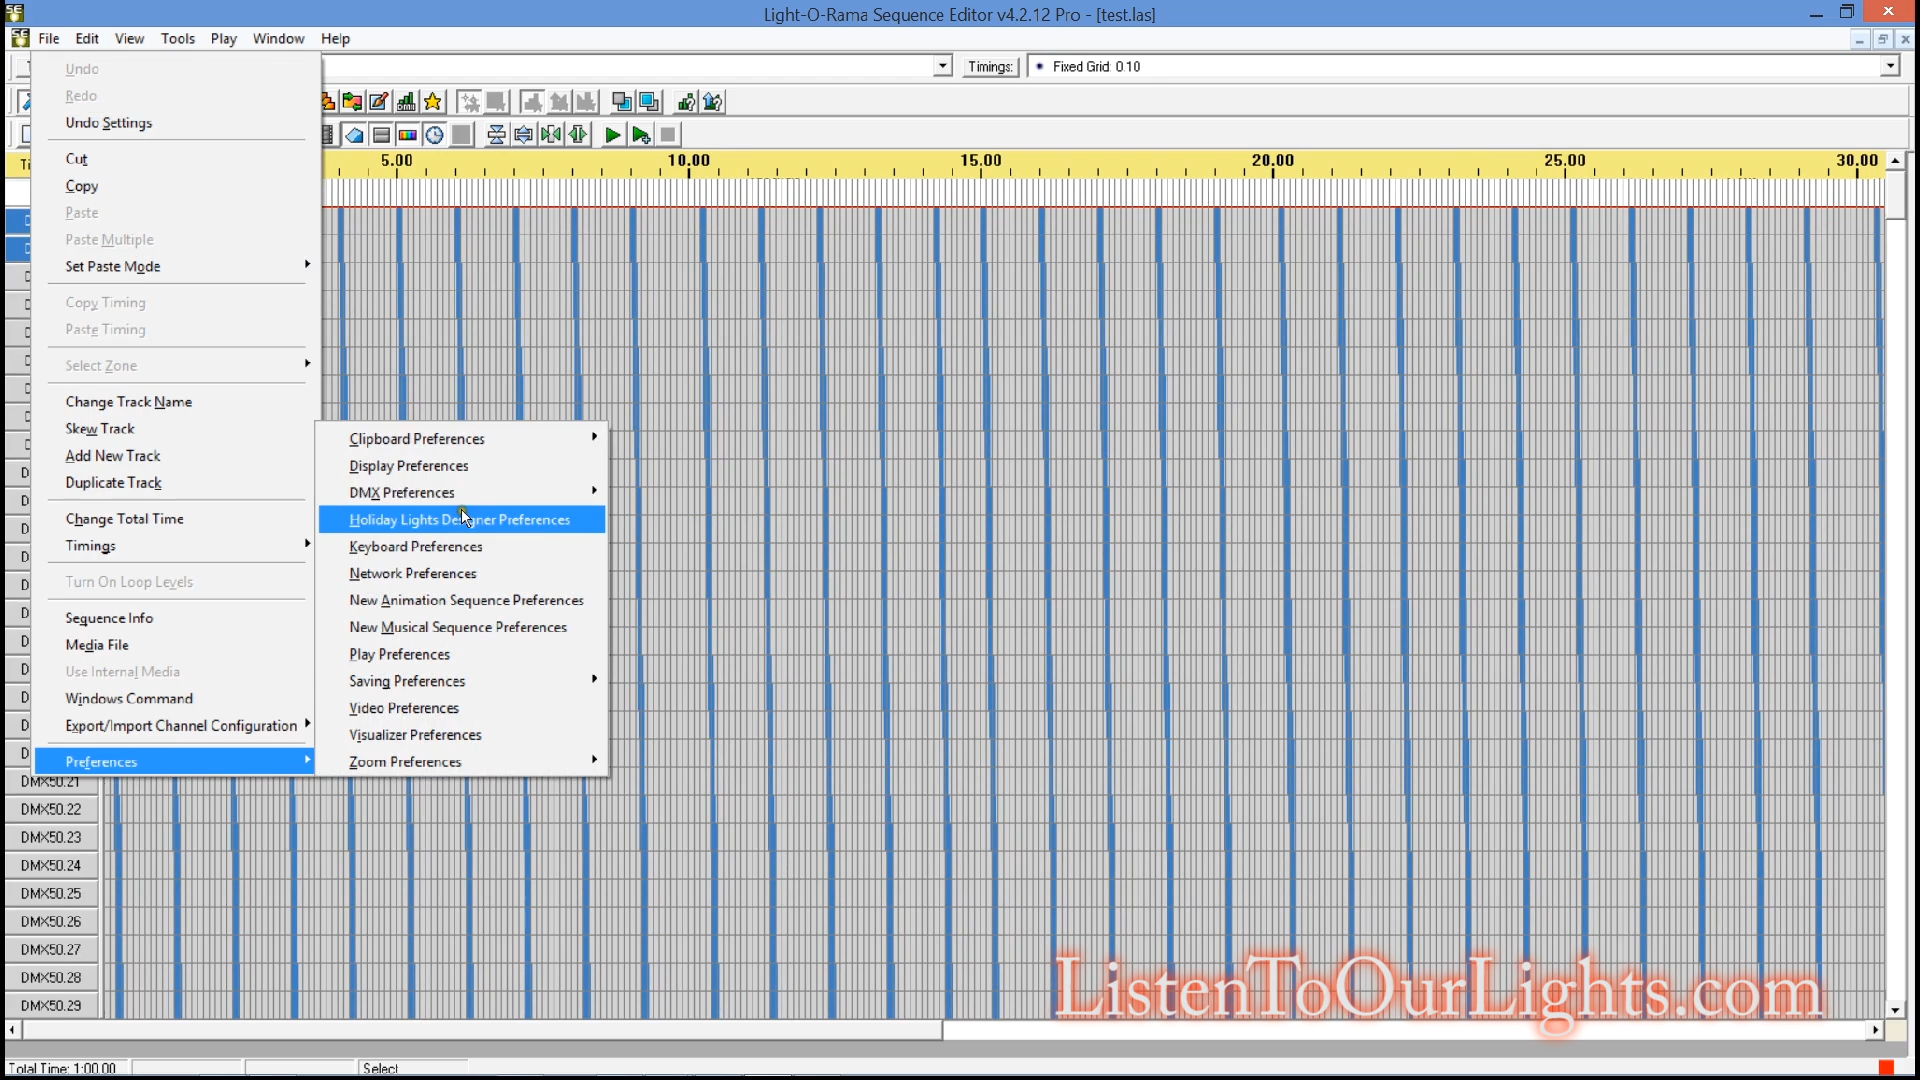 Light-O-Rama Sequence Editor v4.2.12 Pro - [test.las]
File Edit View Tools Play Window Help
Timings: Fixed Grid: 0.10
5.00 10.00 15.00 20.00 25.00 30.00
Undo
Redo
Undo Settings
Cut
Copy
Paste
Paste Multiple
Set Paste Mode
Copy Timing
Paste Timing
Select Zone
Change Track Name
Skew Track
Add New Track
Duplicate Track
Change Total Time
Timings
Turn On Loop Levels
Sequence Info
Media File
Use Internal Media
Windows Command
Export/Import Channel Configuration
Preferences
Clipboard Preferences
Display Preferences
DMX Preferences
Holiday Lights Designer Preferences
Keyboard Preferences
Network Preferences
New Animation Sequence Preferences
New Musical Sequence Preferences
Play Preferences
Saving Preferences
Video Preferences
Visualizer Preferences
Zoom Preferences
DMX50.21
DMX50.22
DMX50.23
DMX50.24
DMX50.25
DMX50.26
DMX50.27
DMX50.28
DMX50.29
ListenToOurLights.com
Total Time: 1:00.00
Select